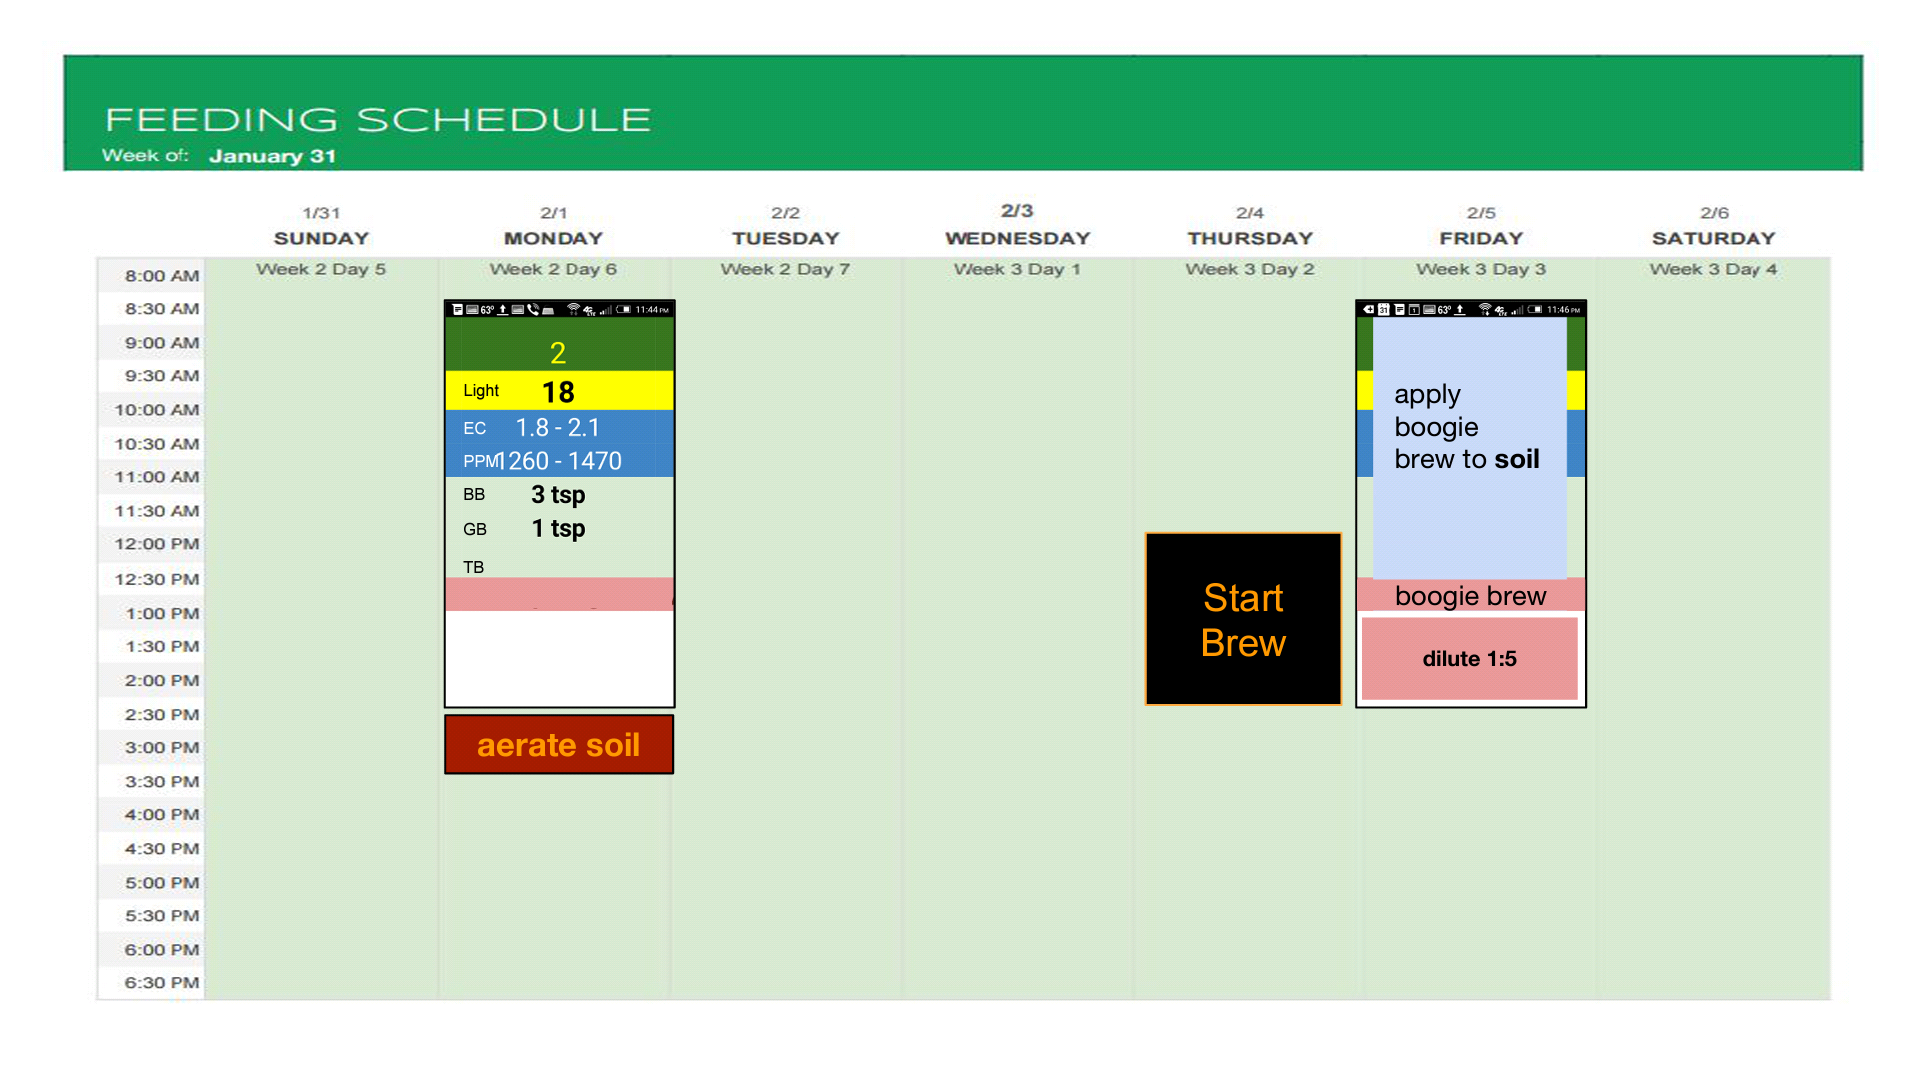 FEEDING SCHEDULE
Week of: January 31
1/31 2/1 2/2 2/3 2/4 2/5 2/6
SUNDAY MONDAY TUESDAY WEDNESDAY THURSDAY FRIDAY SATURDAY
Week 2 Day 5 Week 2 Day 6 Week 2 Day 7 Week 3 Day 1 Week 3 Day 2 Week 3 Day 3 Week 3 Day 4
8:00 AM
8:30 AM
9:00 AM
9:30 AM
10:00 AM
10:30 AM
11:00 AM
11:30 AM
12:00 PM
12:30 PM
1:00 PM
1:30 PM
2:00 PM
2:30 PM
3:00 PM
3:30 PM
4:00 PM
4:30 PM
5:00 PM
5:30 PM
6:00 PM
6:30 PM
63° 4G LTE 11:44 PM
2
Light 18
EC 1.8 - 2.1
PPM 1260 - 1470
BB 3 tsp
GB 1 tsp
TB
aerate soil
Start
Brew
31 1 63° 4G LTE 11:46 PM
apply
boogie
brew to soil
boogie brew
dilute 1:5